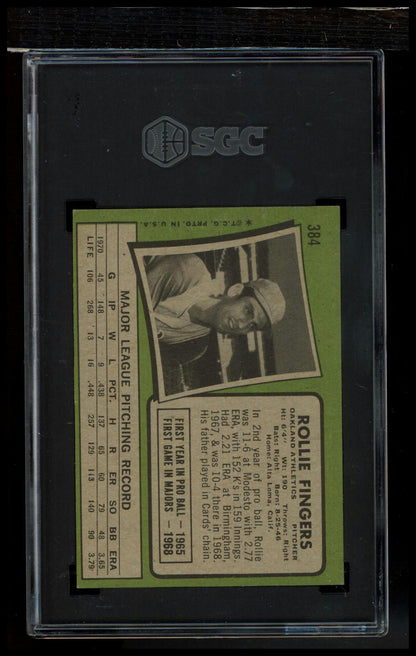 SGC
384
ROLLIE FINGERS
OAKLAND ATHLETICS PITCHER
Ht: 6'4" Wt: 190 Throws: Right
Bats: Right Born: 8-25-46
Home: Alta Loma, Calif.
In 2nd year of pro ball, Rollie
was 11-6 at Modesto with 2.77
ERA, with 152 K's in 159 Innings.
Had 2.21 ERA at Birmingham,
1967, & was 10-4 there in 1968.
His father played in Cards' chain.
FIRST YEAR IN PRO BALL — 1965
FIRST GAME IN MAJORS — 1968
MAJOR LEAGUE PITCHING RECORD
G IP W L PCT. H R ER SO BB ERA
1970 45 148 7 9 .438 137 65 60 79 48 3.65
LIFE 106 268 13 16 .448 257 129 113 140 90 3.79
*©T.C.G. PRTD. IN U.S.A.